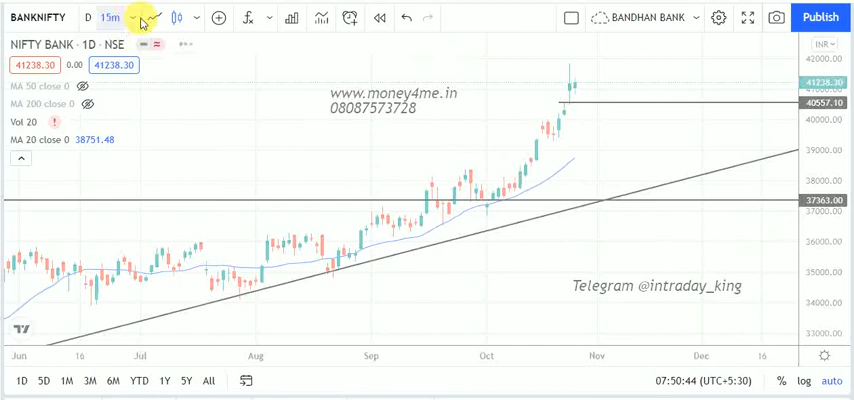 BANKNIFTY D 15m BANDHAN BANK Publish
NIFTY BANK · 1D · NSE INR
41238.30 0.00 41238.30
MA 50 close 0
MA 200 close 0
Vol 20
MA 20 close 0 38751.48
www.money4me.in
08087573728
42000.00
41238.30
41000.00
40557.10
40000.00
39000.00
38000.00
37363.00
37000.00
36000.00
35000.00
34000.00
33000.00
Telegram @intraday_king
Jun 16 Jul Aug Sep Oct Nov Dec 16
1D 5D 1M 3M 6M YTD 1Y 5Y All 07:50:44 (UTC+5:30) % log auto